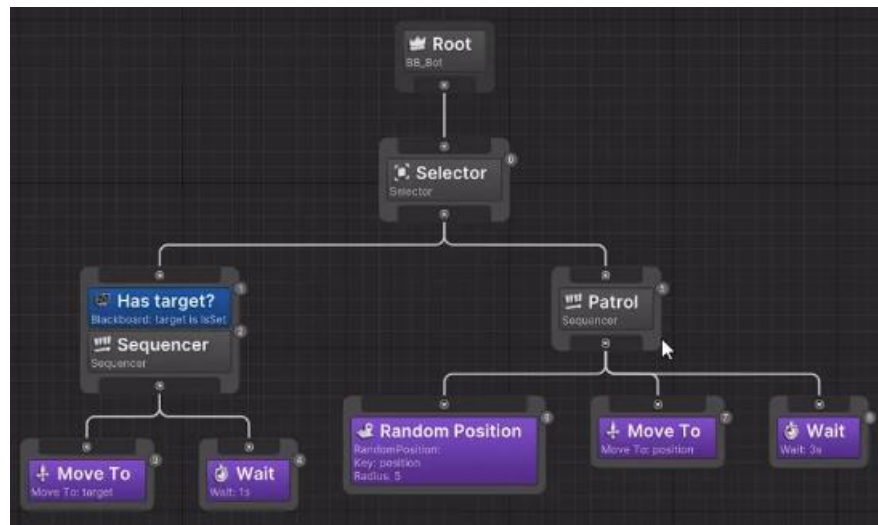 Root
BB_Bot
Selector
Selector
0
Has target?
Blackboard: target is IsSet
1
Sequencer
Sequencer
2
Patrol
Sequencer
5
Move To
Move To: target
3
Wait
Wait: 1s
4
Random Position
RandomPosition:
Key: position
Radius: 5
6
Move To
Move To: position
7
Wait
Wait: 3s
8